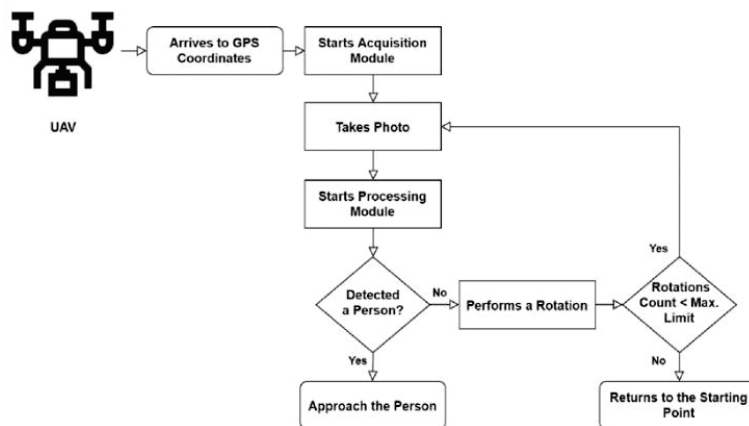 Arrives to GPS
Coordinates
Starts Acquisition
Module
UAV
Takes Photo
Starts Processing
Module
Yes
Detected
a Person?
No
Performs a Rotation
Rotations
Count < Max.
Limit
Yes
No
Approach the Person
Returns to the Starting
Point